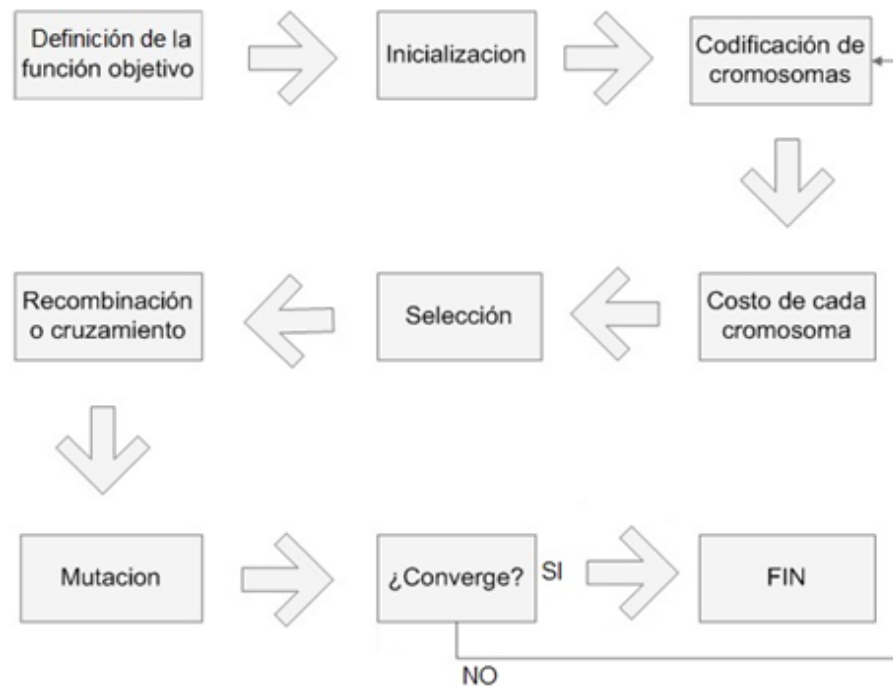 Definición de la
función objetivo
Inicializacion
Codificación de
cromosomas
Costo de cada
cromosoma
Selección
Recombinación
o cruzamiento
Mutacion
¿Converge?
SI
FIN
NO